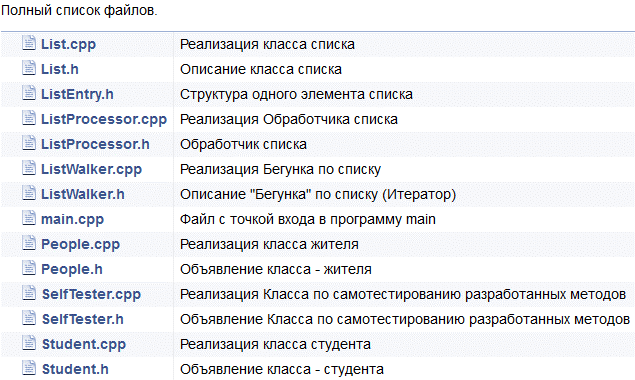 Полный список файлов.
List.cpp Реализация класса списка
List.h Описание класса списка
ListEntry.h Структура одного элемента списка
ListProcessor.cpp Реализация Обработчика списка
ListProcessor.h Обработчик списка
ListWalker.cpp Реализация Бегунка по списку
ListWalker.h Описание "Бегунка" по списку (Итератор)
main.cpp Файл с точкой входа в программу main
People.cpp Реализация класса жителя
People.h Объявление класса - жителя
SelfTester.cpp Реализация Класса по самотестированию разработанных методов
SelfTester.h Объявление Класса по самотестированию разработанных методов
Student.cpp Реализация класса студента
Student.h Объявление класса - студента